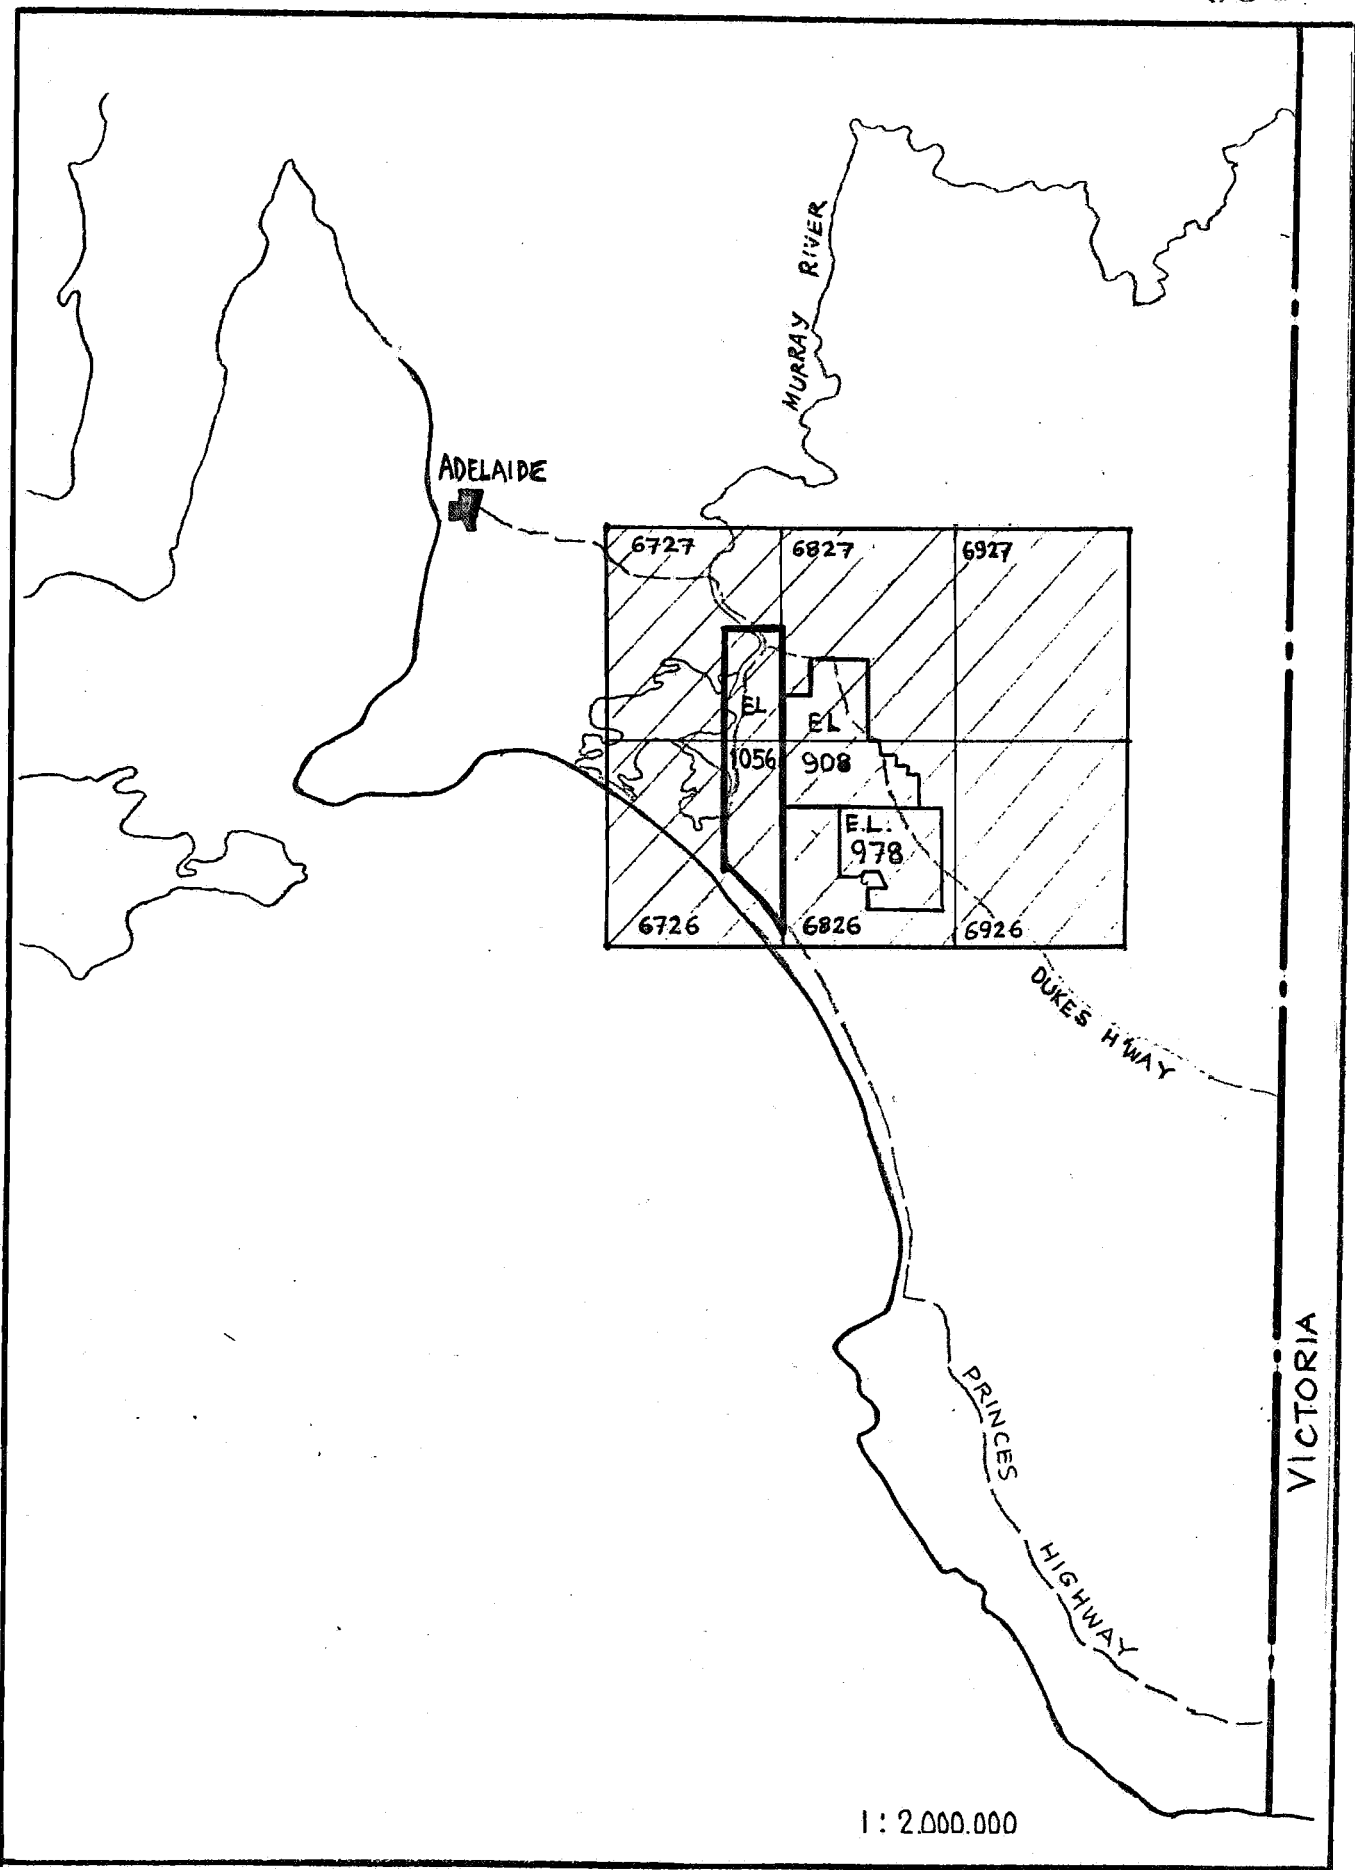 MURRAY RIVER
ADELAIDE
6727
6827
6927
EL
1056
EL
908
E.L.
978
6726
6826
6926
DUKES H'WAY
PRINCES HIGHWAY
VICTORIA
1 : 2.000.000